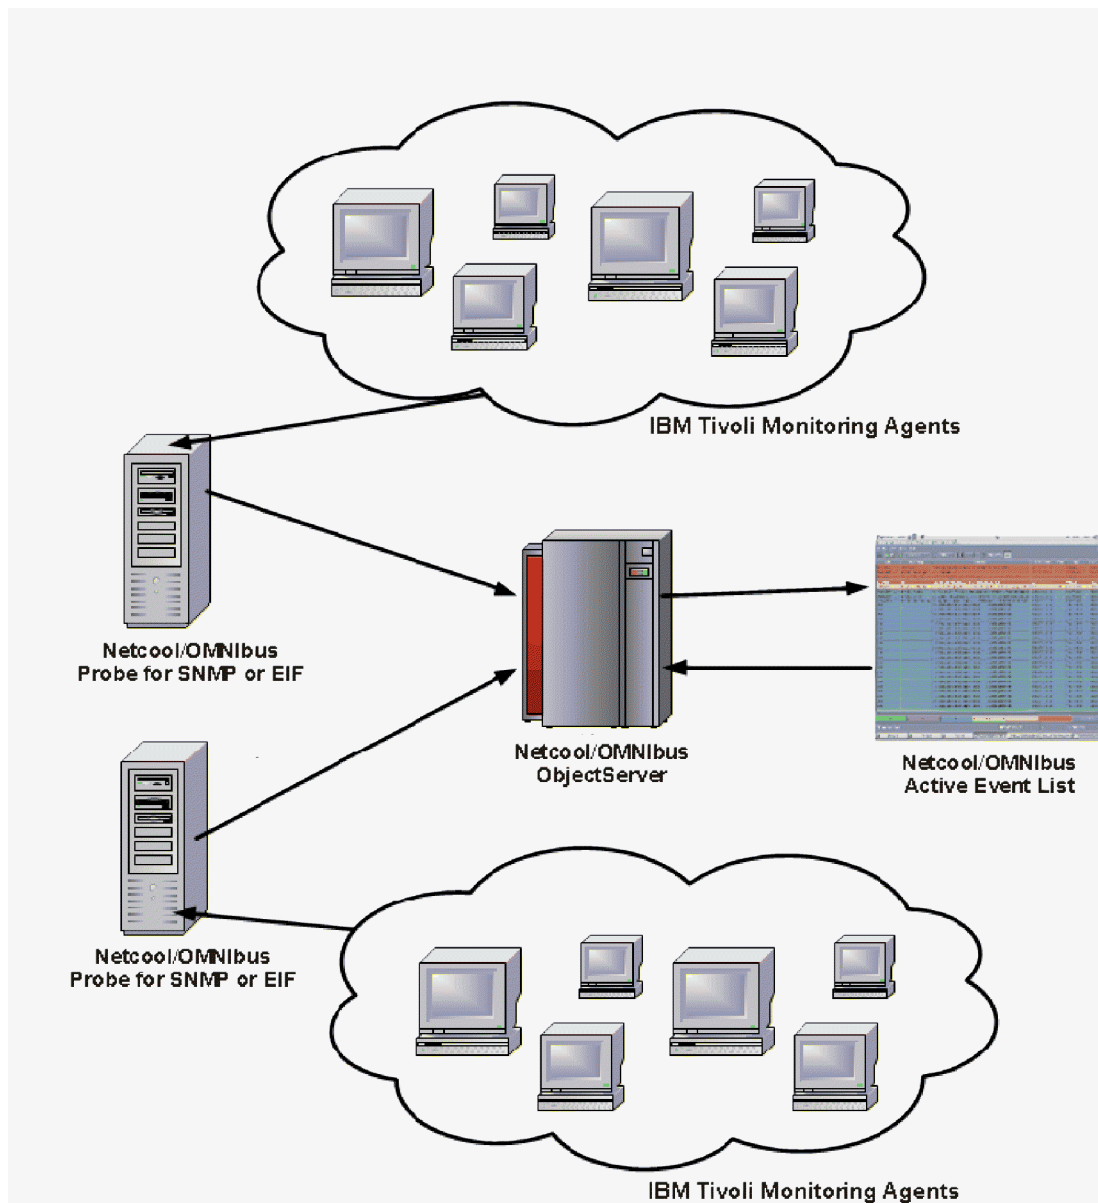 IBM Tivoli Monitoring Agents
Netcool/OMNIbus
Probe for SNMP or EIF
Netcool/OMNIbus
ObjectServer
Netcool/OMNIbus
Active Event List
Netcool/OMNIbus
Probe for SNMP or EIF
IBM Tivoli Monitoring Agents